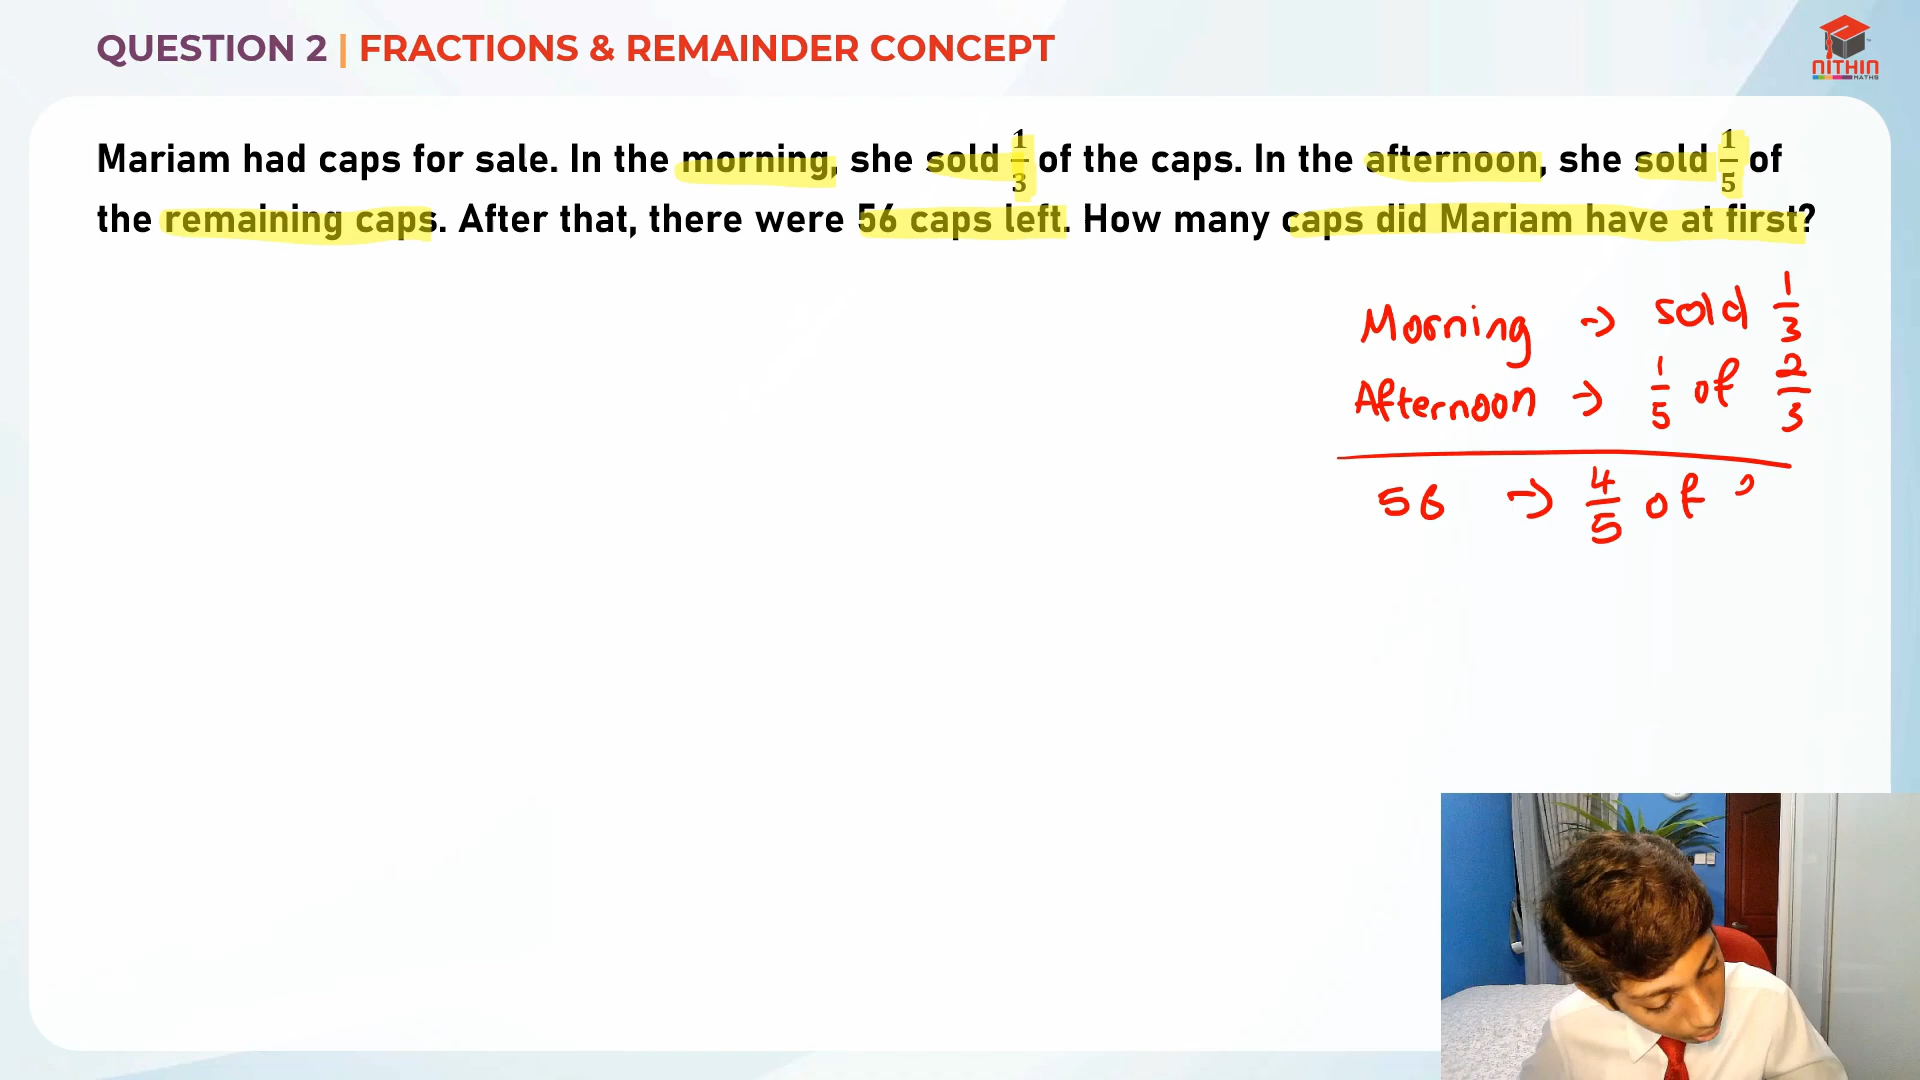 QUESTION 2 | FRACTIONS & REMAINDER CONCEPT
NITHIN
MATHS
Mariam had caps for sale. In the morning, she sold 1/3 of the caps. In the afternoon, she sold 1/5 of
the remaining caps. After that, there were 56 caps left. How many caps did Mariam have at first?
Morning → sold 1/3
Afternoon → 1/5 of 2/3
56 → 4/5 of